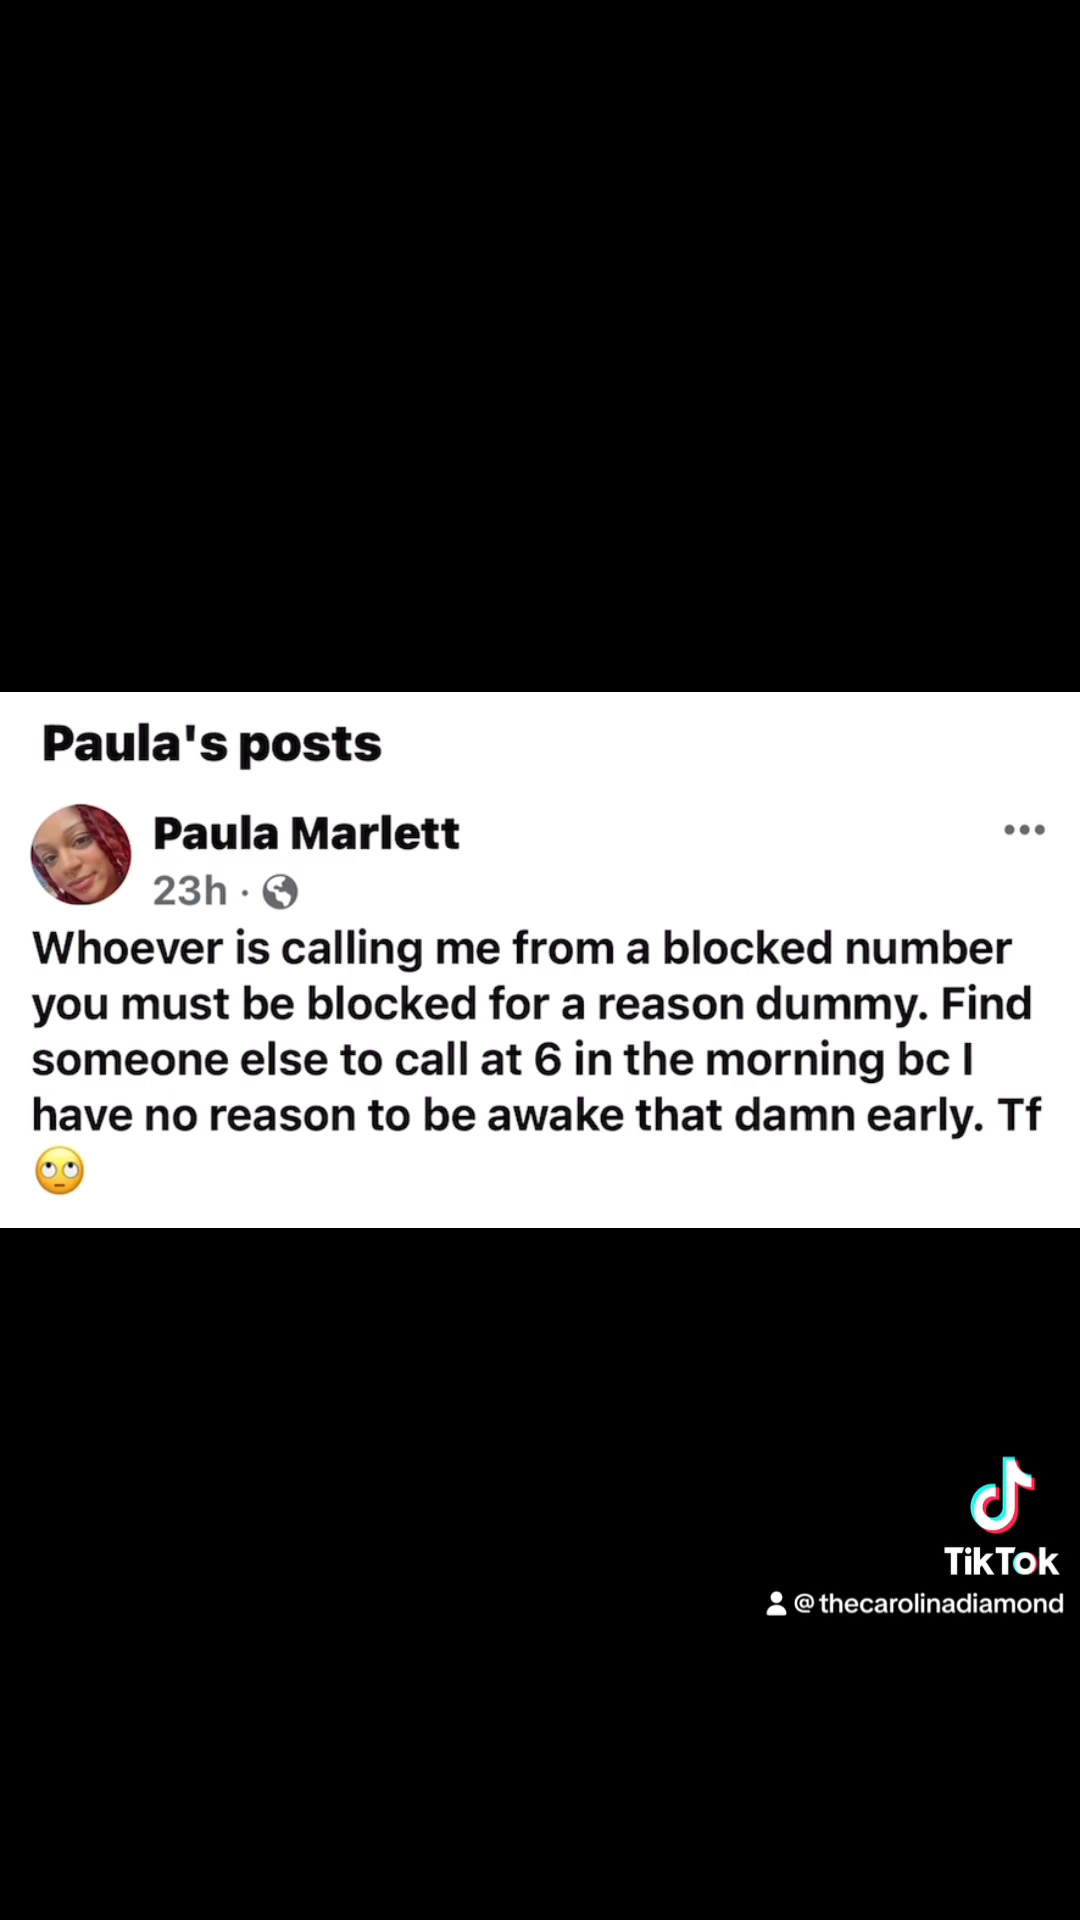 Paula's posts
Paula Marlett
23h ·
Whoever is calling me from a blocked number
you must be blocked for a reason dummy. Find
someone else to call at 6 in the morning bc I
have no reason to be awake that damn early. Tf
🙄
TikTok
@thecarolinadiamond